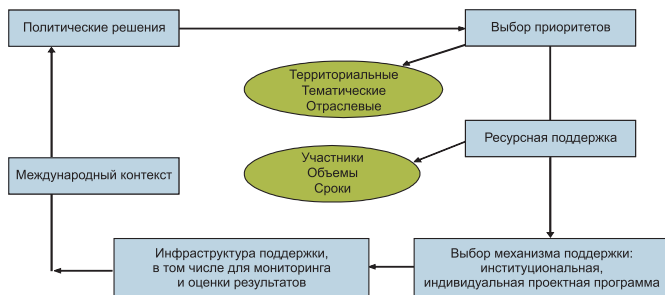 Политические решения
Выбор приоритетов
Территориальные
Тематические
Отраслевые
Ресурсная поддержка
Участники
Объемы
Сроки
Международный контекст
Инфраструктура поддержки,
в том числе для мониторинга
и оценки результатов
Выбор механизма поддержки:
институциональная,
индивидуальная проектная программа